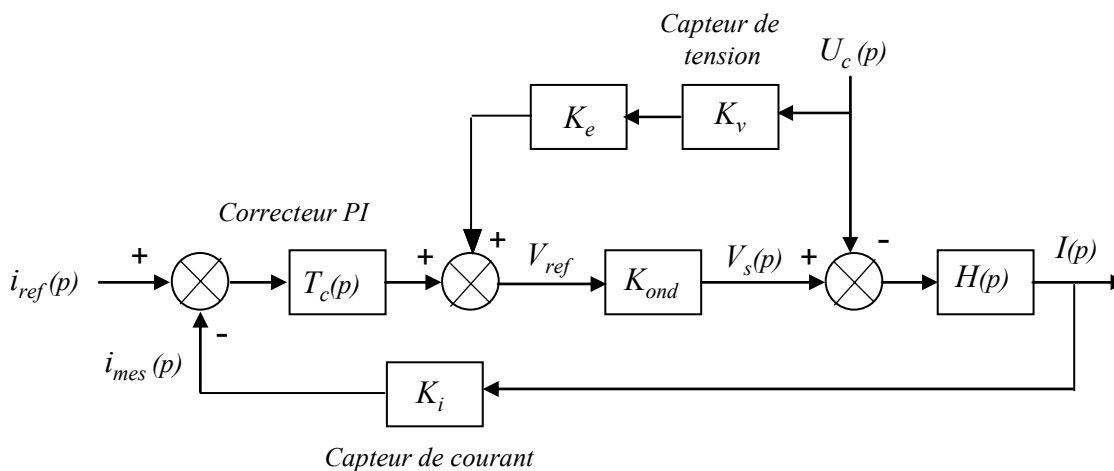 Capteur de
tension
U_c (p)
K_e
K_v
Correcteur PI
+
+
+
V_ref
V_s(p)
+
-
I(p)
i_ref(p)
T_c(p)
K_ond
H(p)
-
i_mes (p)
K_i
Capteur de courant